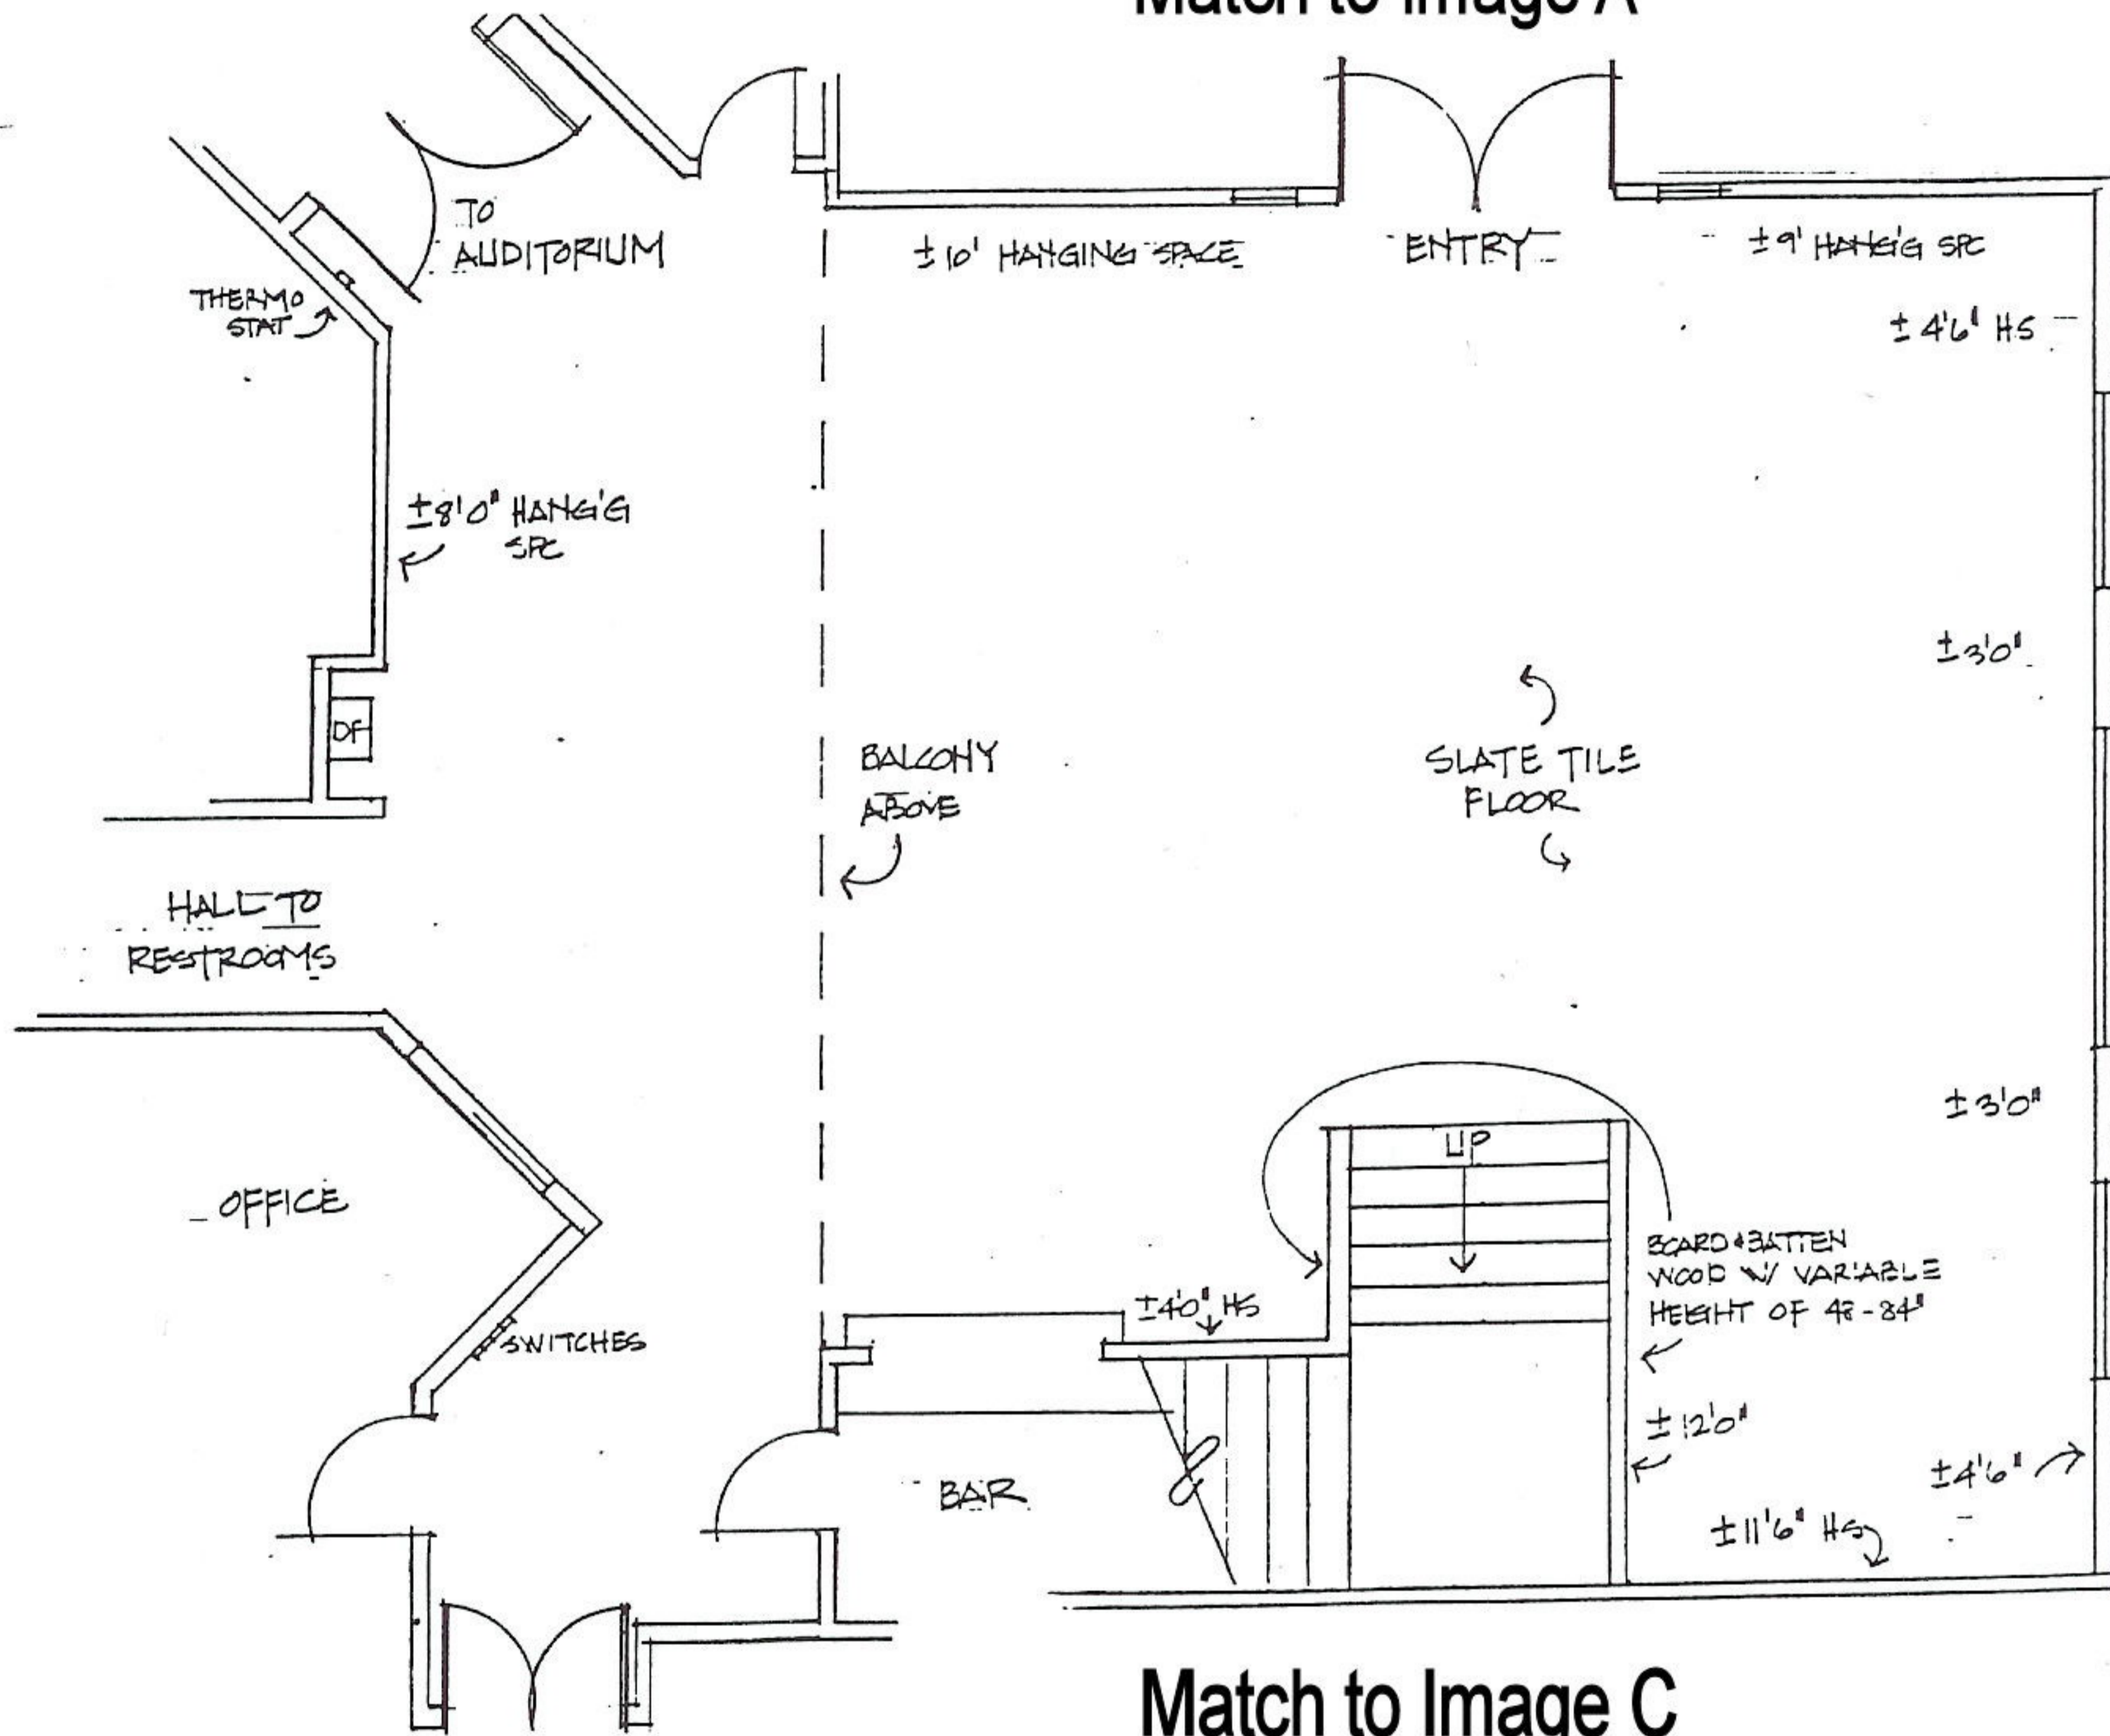 Match to Image A
TO
AUDITORIUM
±10' HANGING SPACE
ENTRY
±9' HANG'G SPC
THERMO
STAT
±4'6" HS
±8'0" HANG'G
SPC
±3'0"
DF
BALCONY
ABOVE
SLATE TILE
FLOOR
HALL TO
RESTROOMS
±3'0"
UP
OFFICE
BOARD & BATTEN
WOOD W/ VARIABLE
HEIGHT OF 48-84"
±4'0" HS
SWITCHES
±12'0"
BAR
±4'6"
±11'6" HS
Match to Image C